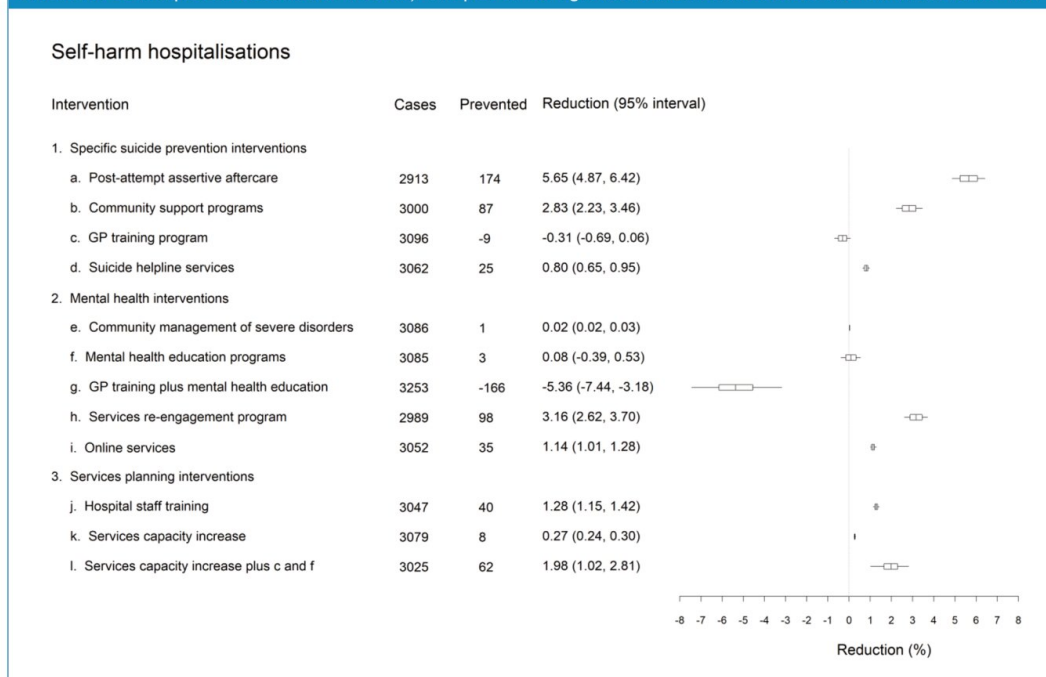 Self-harm hospitalisations
Intervention Cases Prevented Reduction (95% interval)
1. Specific suicide prevention interventions
a. Post-attempt assertive aftercare 2913 174 5.65 (4.87, 6.42)
b. Community support programs 3000 87 2.83 (2.23, 3.46)
c. GP training program 3096 -9 -0.31 (-0.69, 0.06)
d. Suicide helpline services 3062 25 0.80 (0.65, 0.95)
2. Mental health interventions
e. Community management of severe disorders 3086 1 0.02 (0.02, 0.03)
f. Mental health education programs 3085 3 0.08 (-0.39, 0.53)
g. GP training plus mental health education 3253 -166 -5.36 (-7.44, -3.18)
h. Services re-engagement program 2989 98 3.16 (2.62, 3.70)
i. Online services 3052 35 1.14 (1.01, 1.28)
3. Services planning interventions
j. Hospital staff training 3047 40 1.28 (1.15, 1.42)
k. Services capacity increase 3079 8 0.27 (0.24, 0.30)
l. Services capacity increase plus c and f 3025 62 1.98 (1.02, 2.81)
-8 -7 -6 -5 -4 -3 -2 -1 0 1 2 3 4 5 6 7 8
Reduction (%)